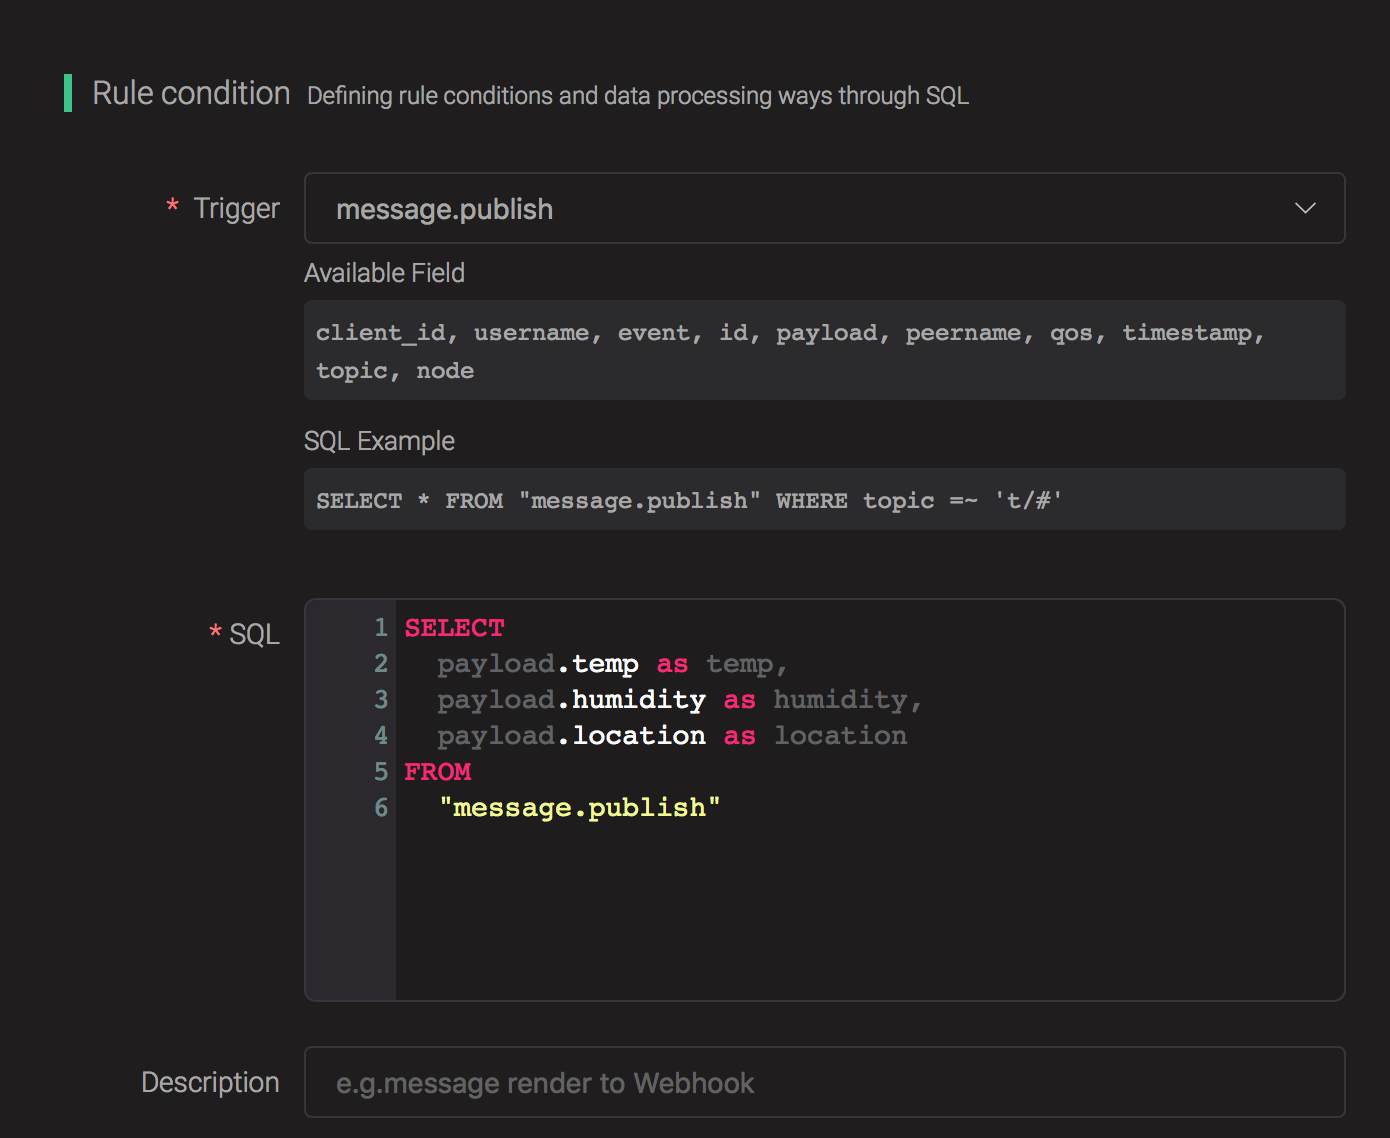 Rule condition Defining rule conditions and data processing ways through SQL
* Trigger message.publish
Available Field
client_id, username, event, id, payload, peername, qos, timestamp,
topic, node
SQL Example
SELECT * FROM "message.publish" WHERE topic =~ 't/#'
* SQL
1 SELECT
2 payload.temp as temp,
3 payload.humidity as humidity,
4 payload.location as location
5 FROM
6 "message.publish"
Description e.g.message render to Webhook